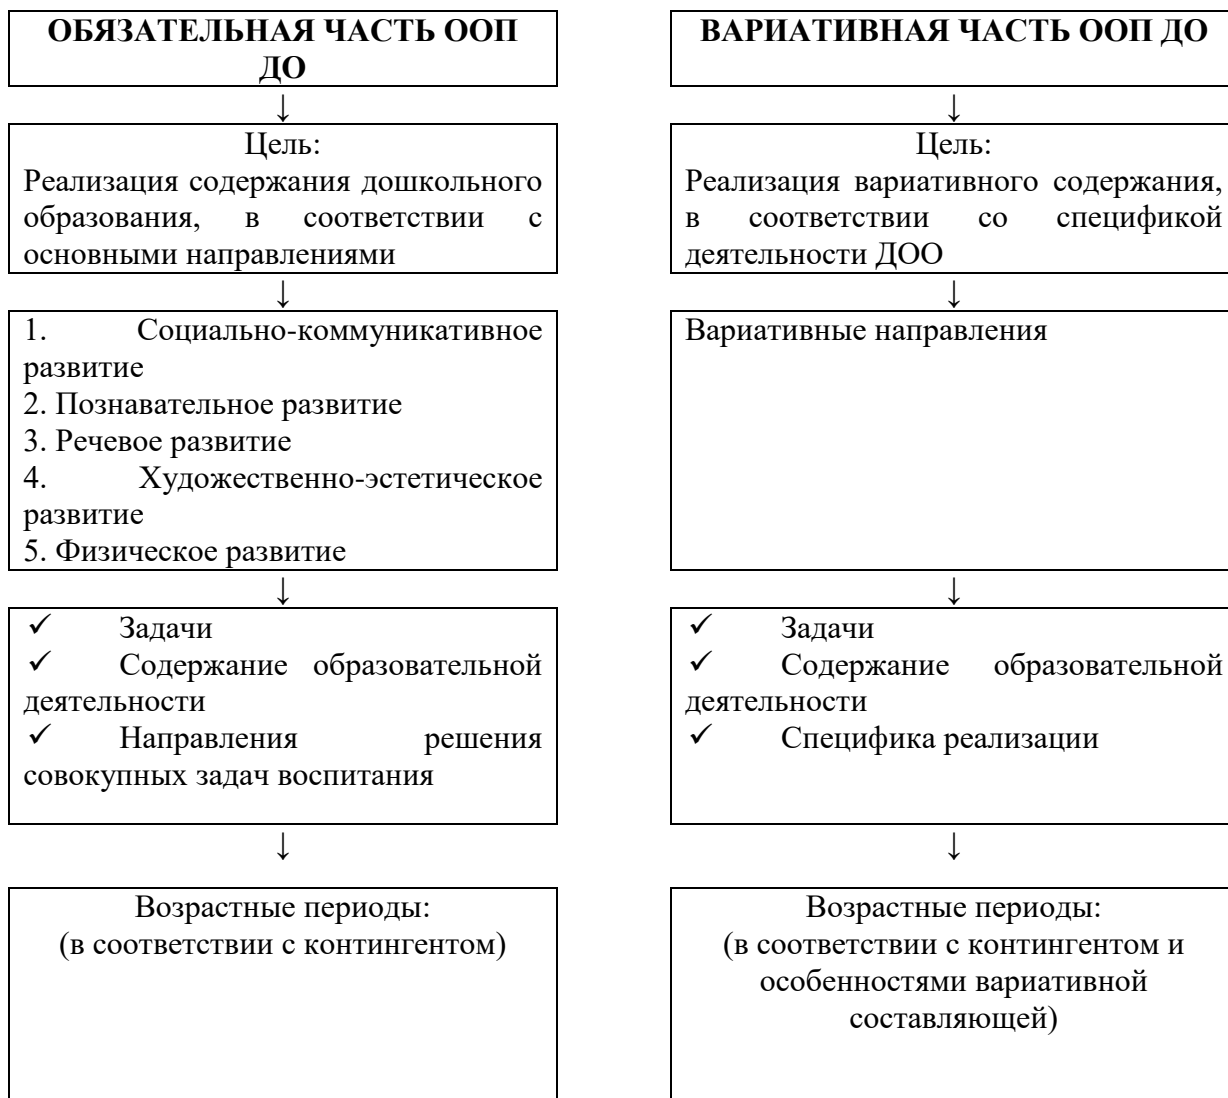 ОБЯЗАТЕЛЬНАЯ ЧАСТЬ ООП
ДО
↓
Цель:
Реализация содержания дошкольного
образования, в соответствии с
основными направлениями
↓
1. Социально-коммуникативное
развитие
2. Познавательное развитие
3. Речевое развитие
4. Художественно-эстетическое
развитие
5. Физическое развитие
↓
✓ Задачи
✓ Содержание образовательной
деятельности
✓ Направления решения
совокупных задач воспитания
↓
Возрастные периоды:
(в соответствии с контингентом)
ВАРИАТИВНАЯ ЧАСТЬ ООП ДО
↓
Цель:
Реализация вариативного содержания,
в соответствии со спецификой
деятельности ДОО
↓
Вариативные направления
↓
✓ Задачи
✓ Содержание образовательной
деятельности
✓ Специфика реализации
↓
Возрастные периоды:
(в соответствии с контингентом и
особенностями вариативной
составляющей)